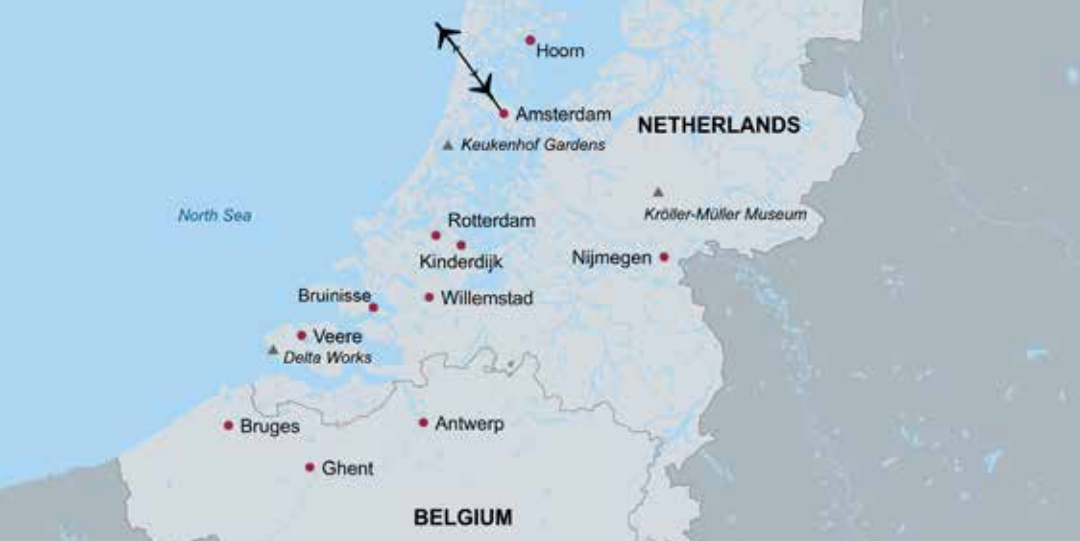 Hoorn
Amsterdam
NETHERLANDS
Keukenhof Gardens
North Sea
Kröller-Müller Museum
Rotterdam
Kinderdijk
Nijmegen
Bruinisse
Willemstad
Veere
Delta Works
Bruges
Antwerp
Ghent
BELGIUM